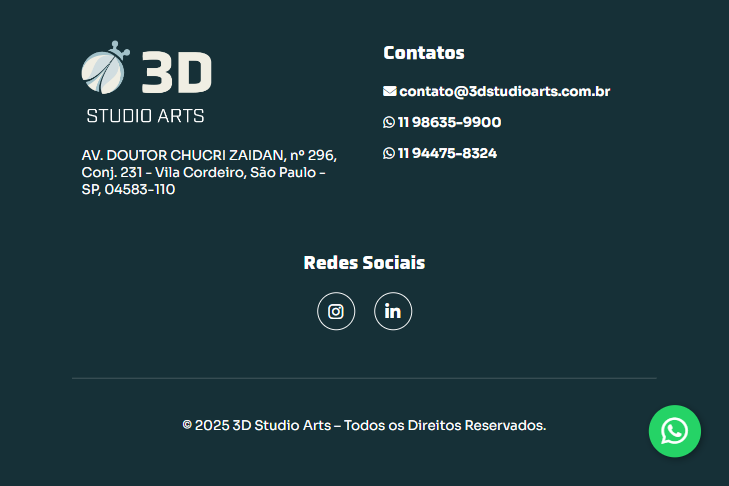 3D
STUDIO ARTS
AV. DOUTOR CHUCRI ZAIDAN, nº 296,
Conj. 231 - Vila Cordeiro, São Paulo -
SP, 04583-110
Contatos
contato@3dstudioarts.com.br
11 98635-9900
11 94475-8324
Redes Sociais
in
© 2025 3D Studio Arts – Todos os Direitos Reservados.